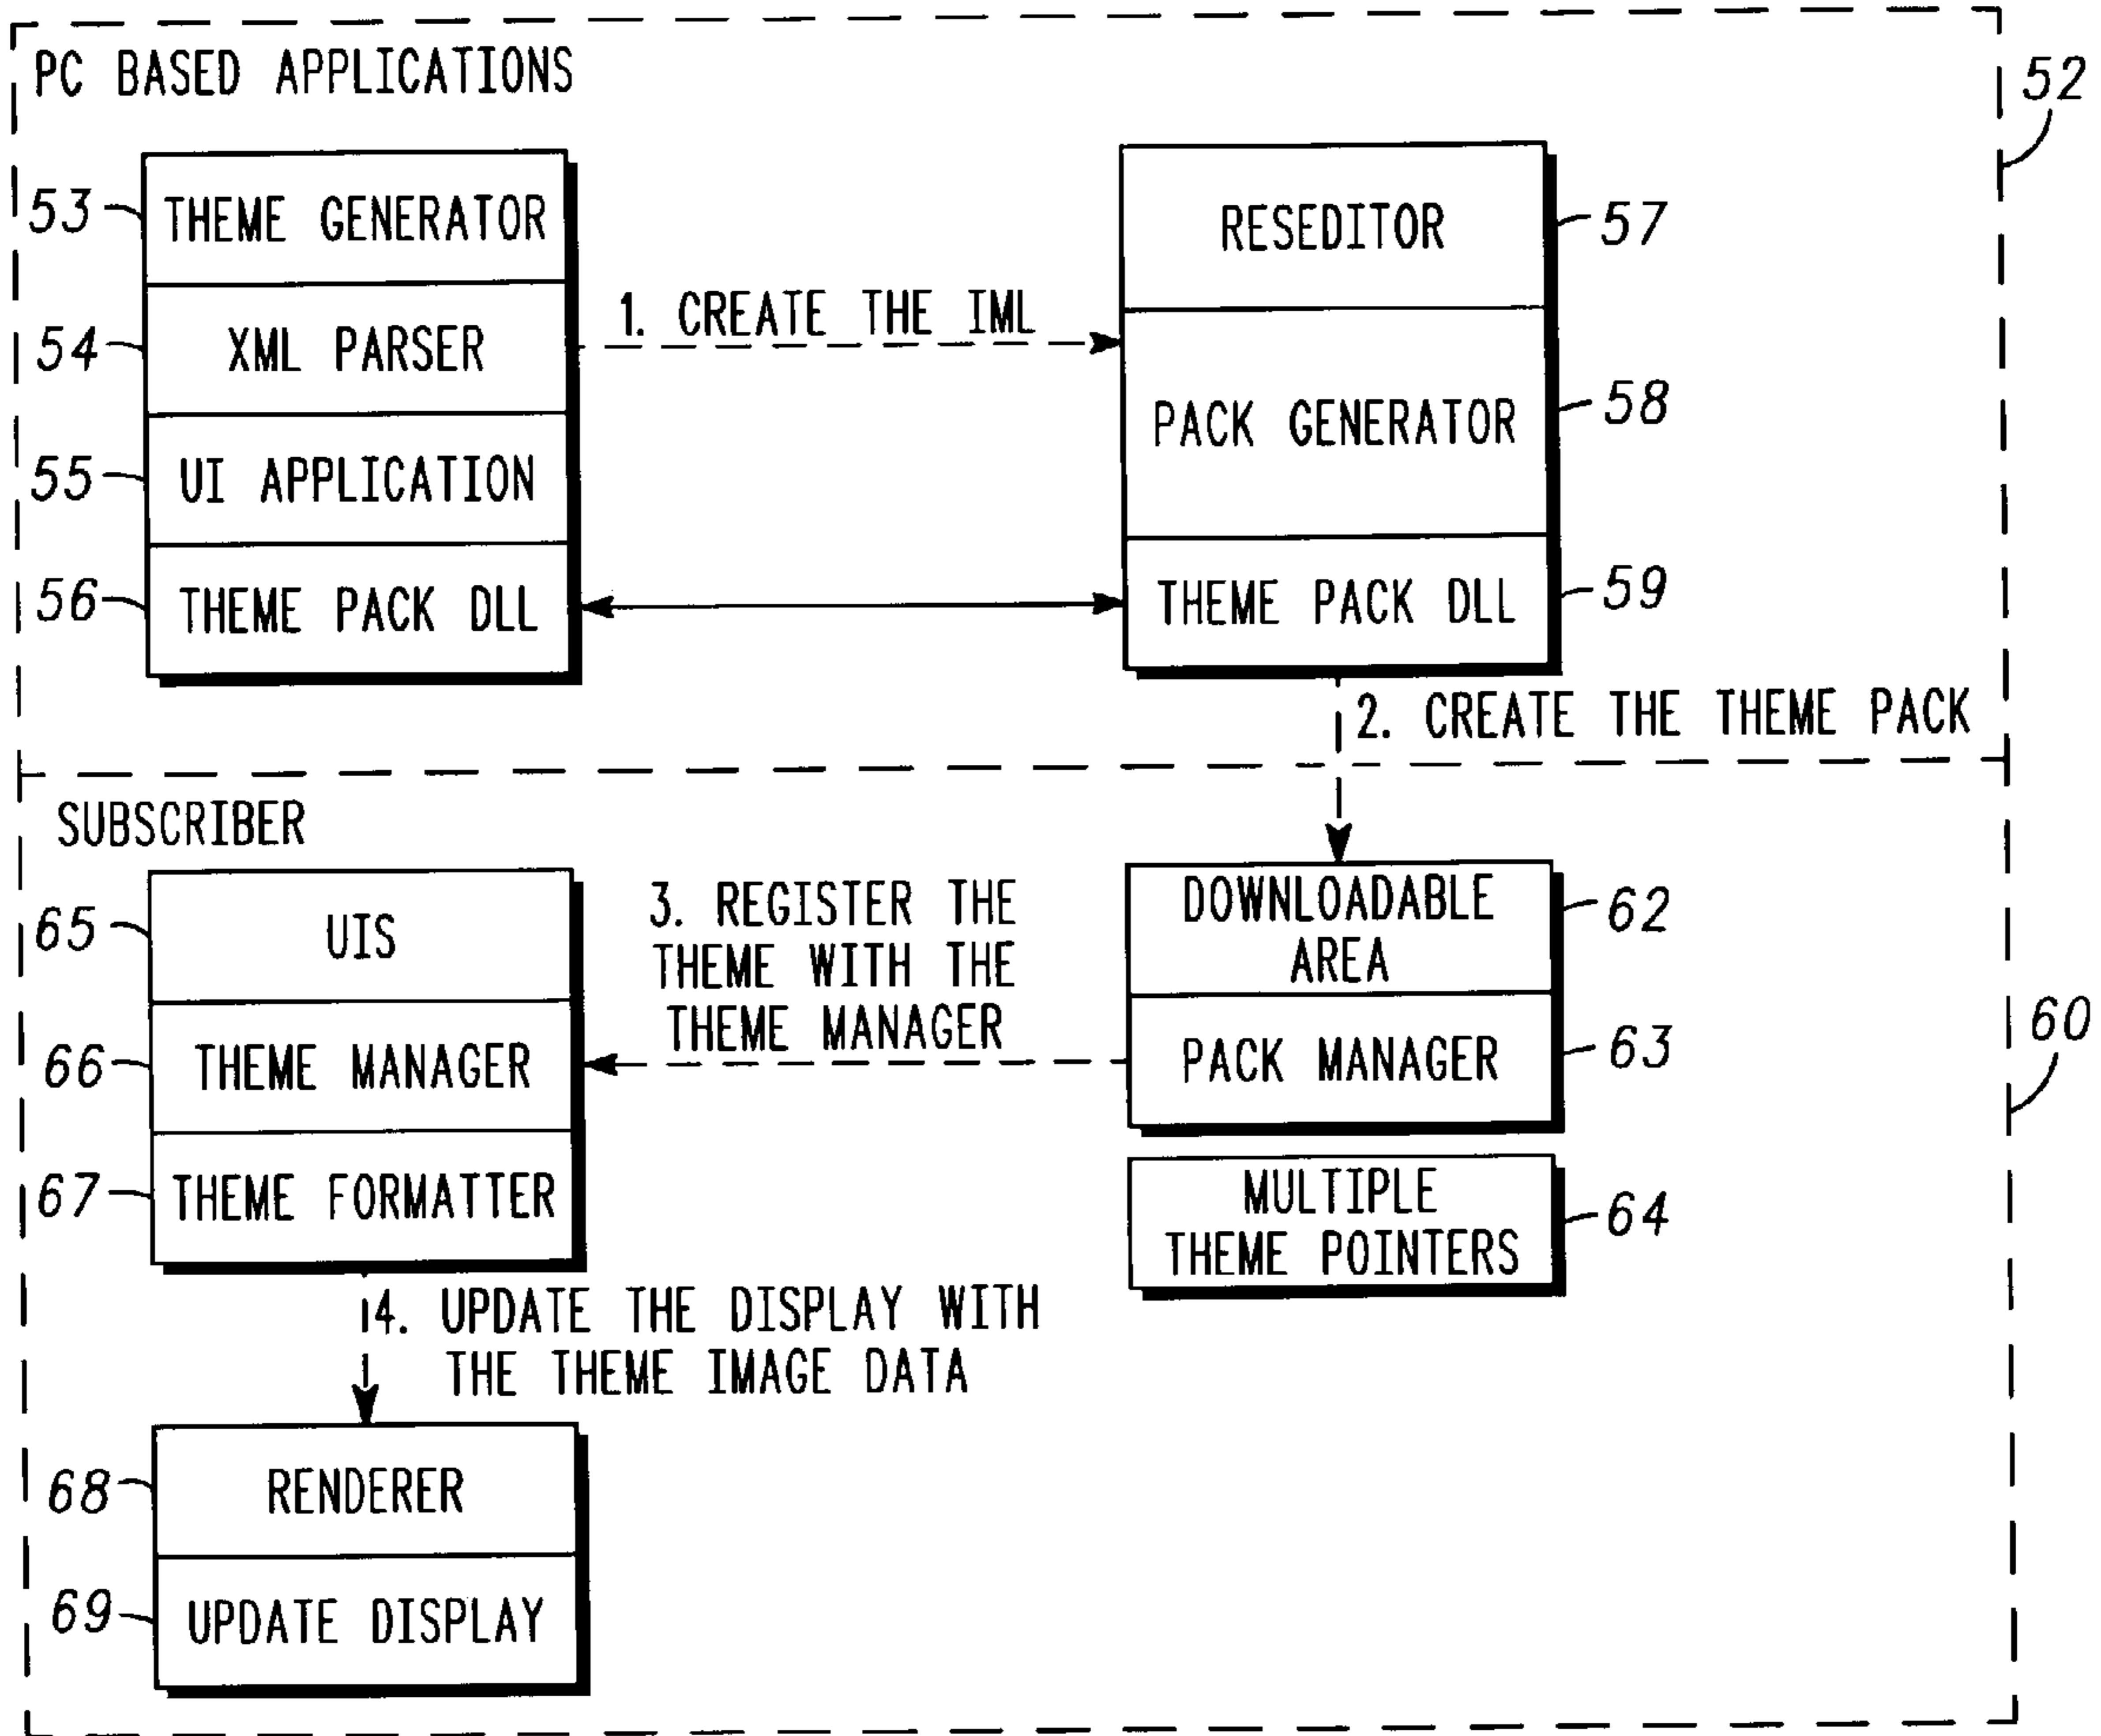 PC BASED APPLICATIONS
52
53
THEME GENERATOR
54
XML PARSER
55
UI APPLICATION
56
THEME PACK DLL
1. CREATE THE IML
RESEDITOR
57
PACK GENERATOR
58
THEME PACK DLL
59
2. CREATE THE THEME PACK
SUBSCRIBER
60
65
UIS
66
THEME MANAGER
67
THEME FORMATTER
3. REGISTER THE
THEME WITH THE
THEME MANAGER
DOWNLOADABLE
AREA
62
PACK MANAGER
63
MULTIPLE
THEME POINTERS
64
4. UPDATE THE DISPLAY WITH
THE THEME IMAGE DATA
68
RENDERER
69
UPDATE DISPLAY